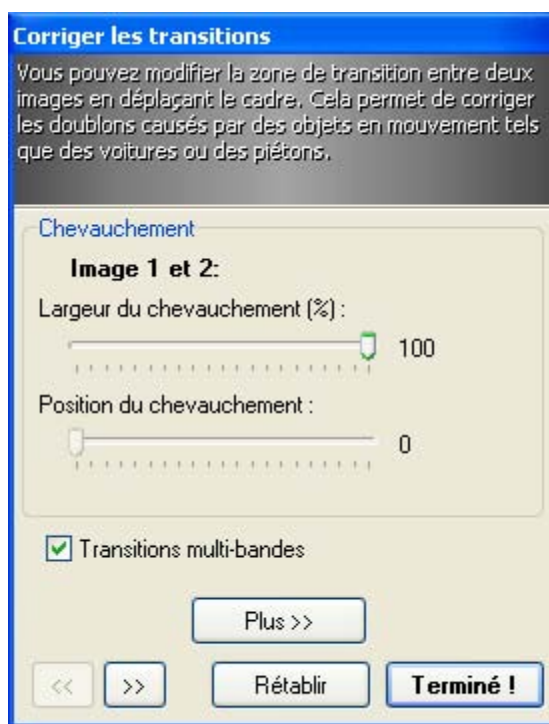 Corriger les transitions
Vous pouvez modifier la zone de transition entre deux
images en déplaçant le cadre. Cela permet de corriger
les doublons causés par des objets en mouvement tels
que des voitures ou des piétons.
Chevauchement
Image 1 et 2:
Largeur du chevauchement (%) :
100
Position du chevauchement :
0
Transitions multi-bandes
Plus >>
<< >> Rétablir Terminé !